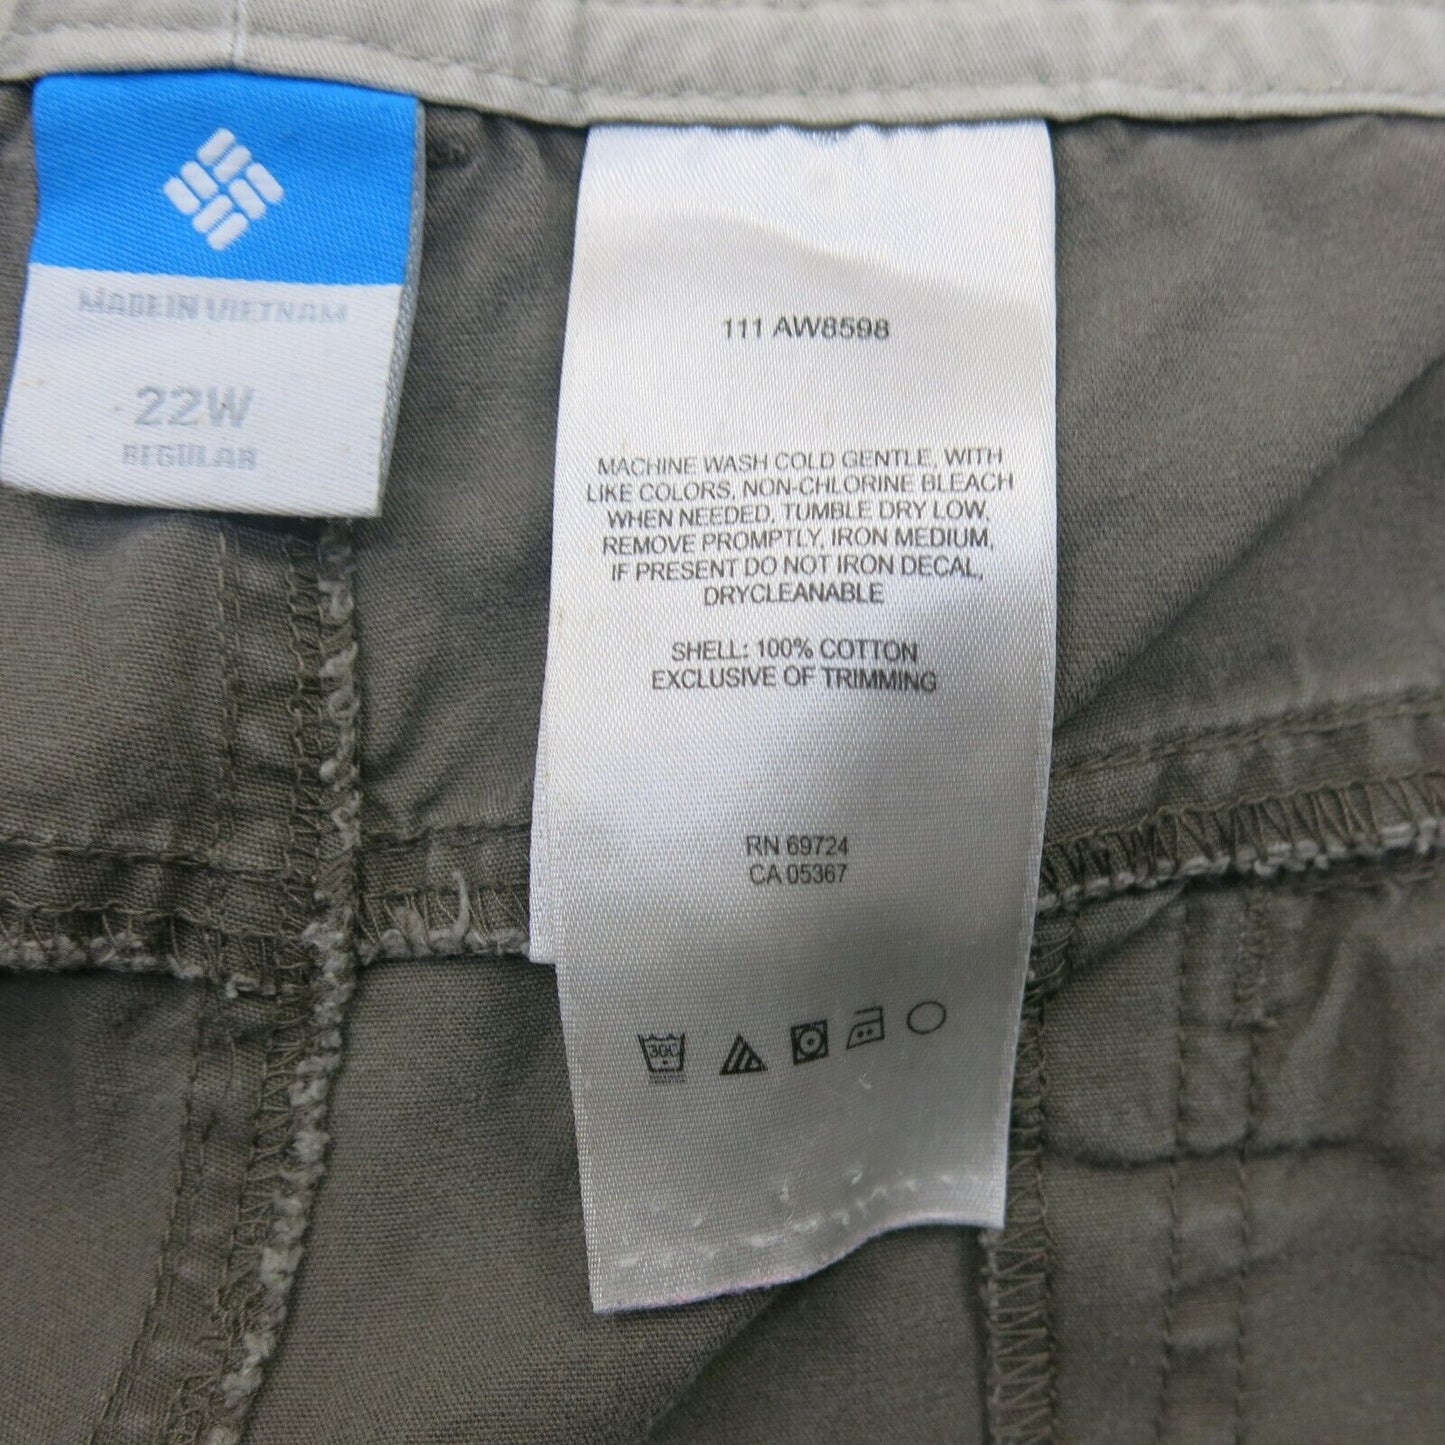 MADE IN VIETNAM
22W
REGULAR
111 AW8598
MACHINE WASH COLD GENTLE, WITH
LIKE COLORS, NON-CHLORINE BLEACH
WHEN NEEDED, TUMBLE DRY LOW,
REMOVE PROMPTLY, IRON MEDIUM,
IF PRESENT DO NOT IRON DECAL,
DRYCLEANABLE
SHELL: 100% COTTON
EXCLUSIVE OF TRIMMING
RN 69724
CA 05367
30C